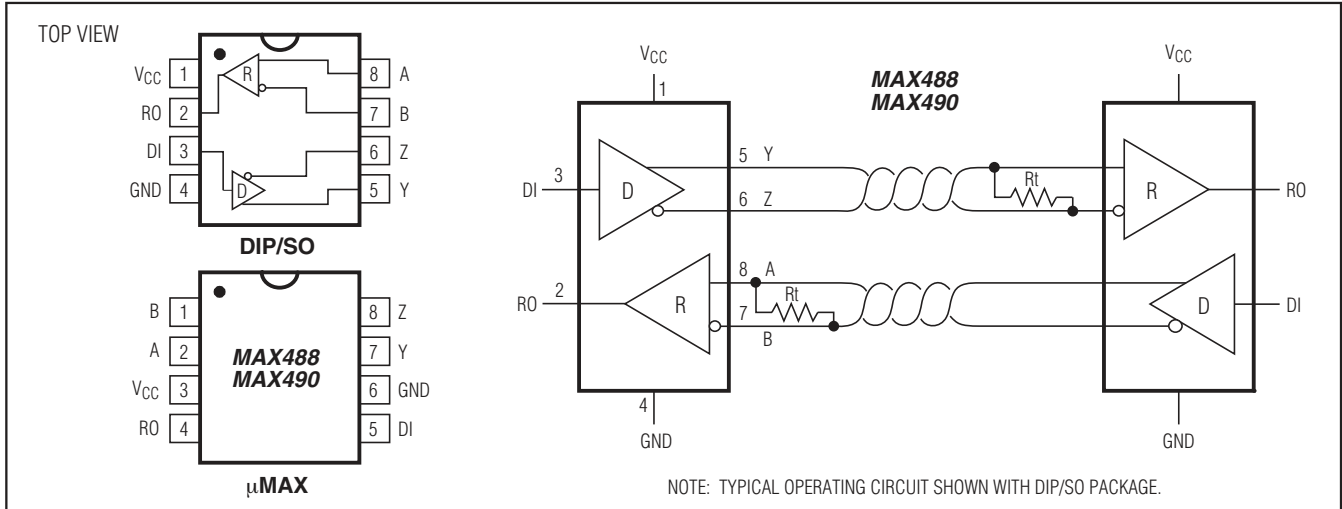 TOP VIEW
VCC 1
RO 2
DI 3
GND 4
8 A
7 B
6 Z
5 Y
R
D
DIP/SO
B 1
A 2
VCC 3
RO 4
8 Z
7 Y
6 GND
5 DI
MAX488
MAX490
μMAX
VCC
1
MAX488
MAX490
VCC
DI 3
D
5 Y
6 Z
Rt
R
RO
RO 2
R
8 A
7
B
Rt
D
DI
4
GND
GND
NOTE: TYPICAL OPERATING CIRCUIT SHOWN WITH DIP/SO PACKAGE.